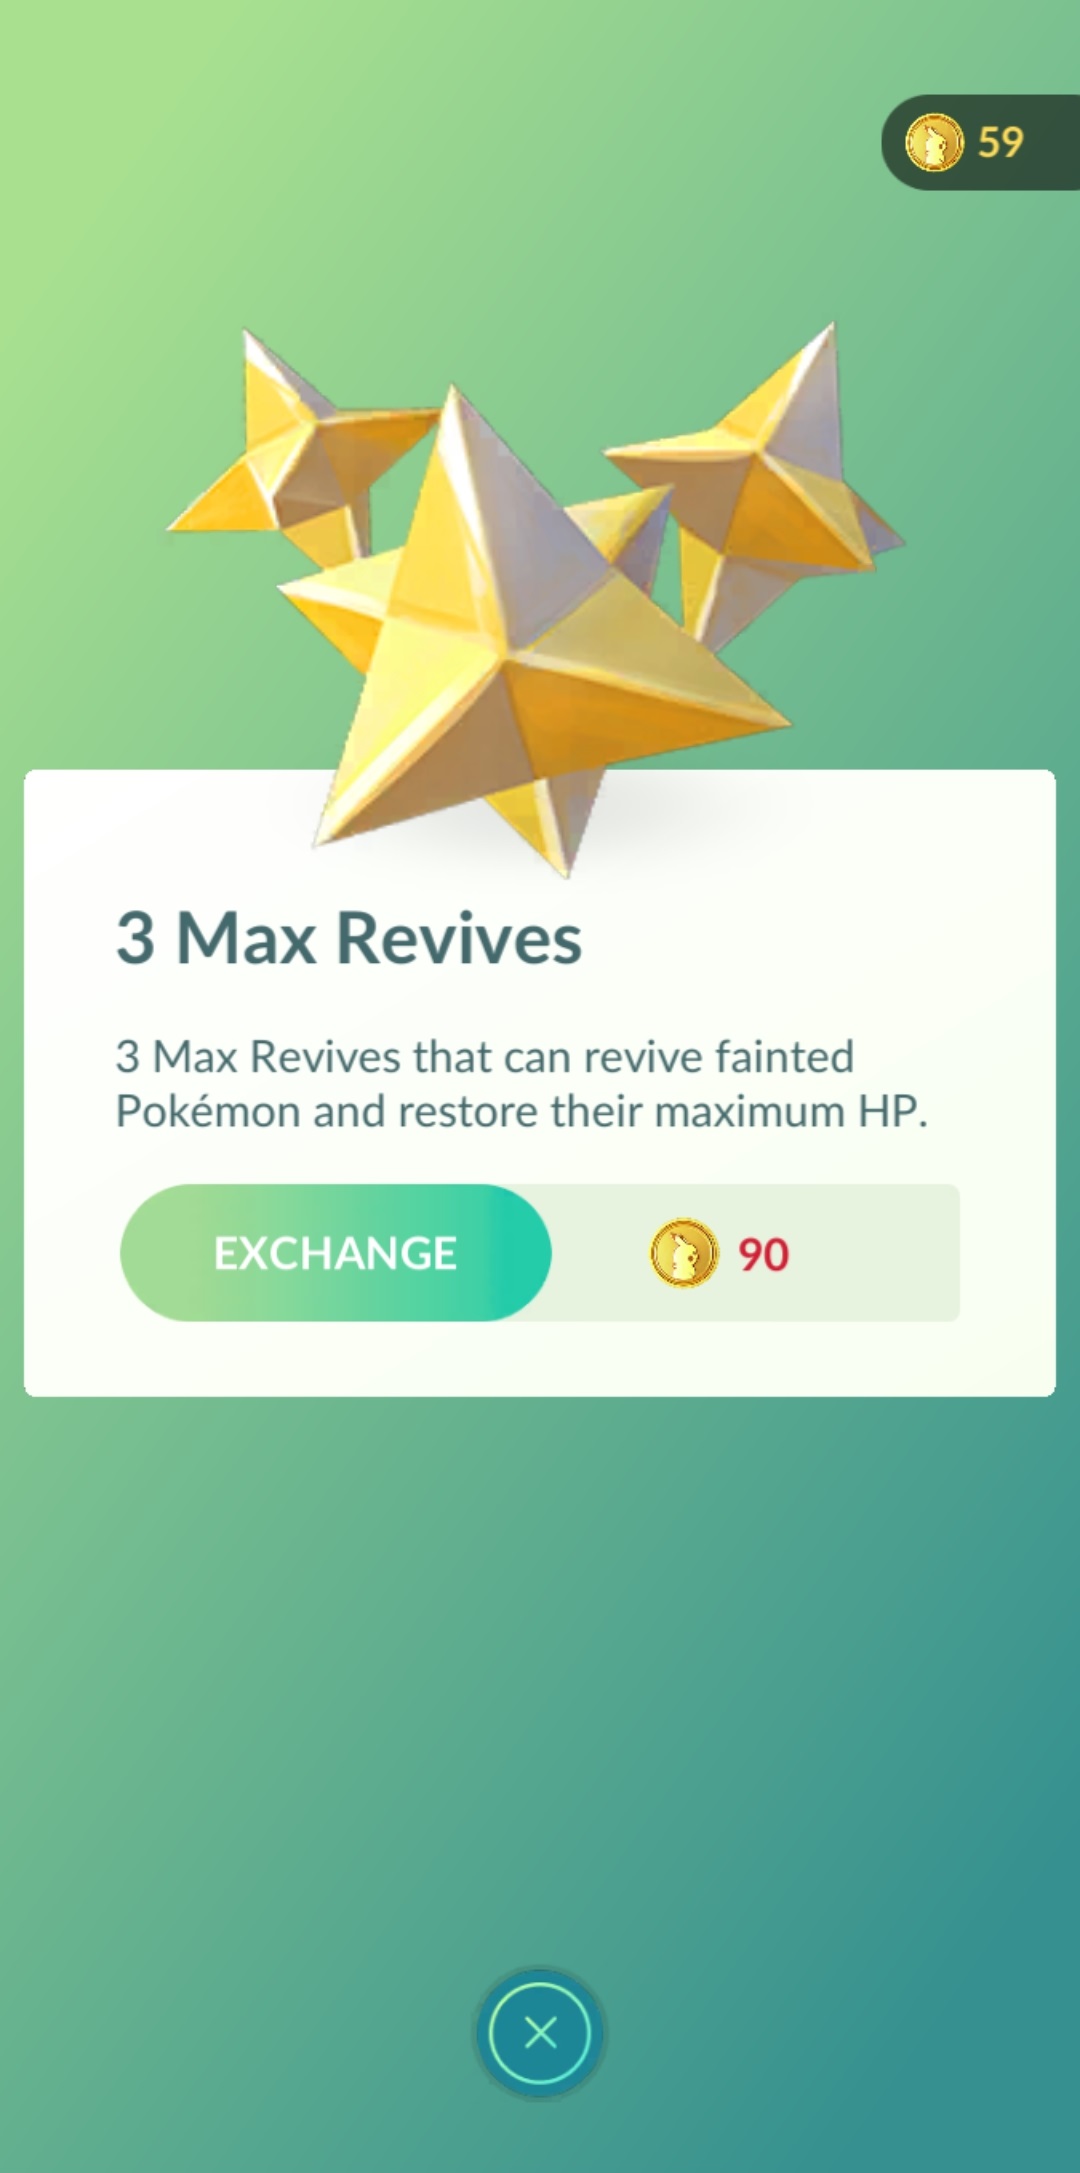 59
3 Max Revives
3 Max Revives that can revive fainted
Pokémon and restore their maximum HP.
EXCHANGE 90